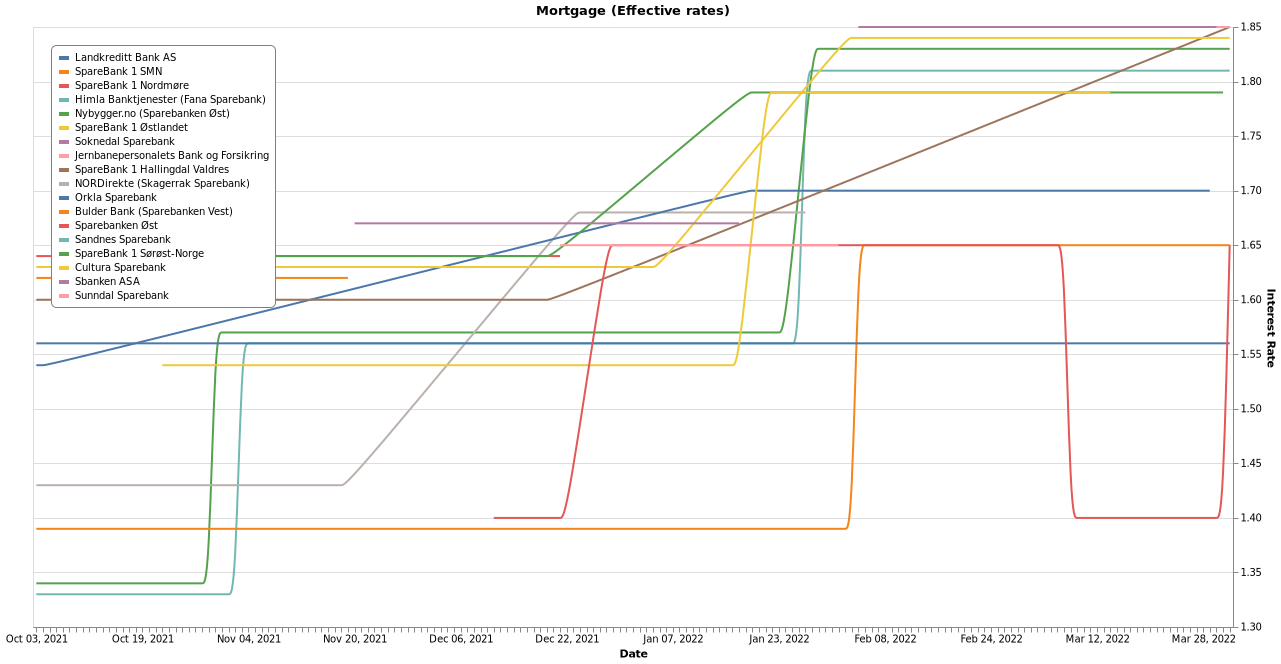 Mortgage (Effective rates)
Landkreditt Bank AS
SpareBank 1 SMN
SpareBank 1 Nordmøre
Himla Banktjenester (Fana Sparebank)
Nybygger.no (Sparebanken Øst)
SpareBank 1 Østlandet
Soknedal Sparebank
Jernbanepersonalets Bank og Forsikring
SpareBank 1 Hallingdal Valdres
NORDirekte (Skagerrak Sparebank)
Orkla Sparebank
Bulder Bank (Sparebanken Vest)
Sparebanken Øst
Sandnes Sparebank
SpareBank 1 Sørøst-Norge
Cultura Sparebank
Sbanken ASA
Sunndal Sparebank
1.85
1.80
1.75
1.70
1.65
1.60
1.55
1.50
1.45
1.40
1.35
1.30
Interest Rate
Oct 03, 2021 Oct 19, 2021 Nov 04, 2021 Nov 20, 2021 Dec 06, 2021 Dec 22, 2021 Jan 07, 2022 Jan 23, 2022 Feb 08, 2022 Feb 24, 2022 Mar 12, 2022 Mar 28, 2022
Date